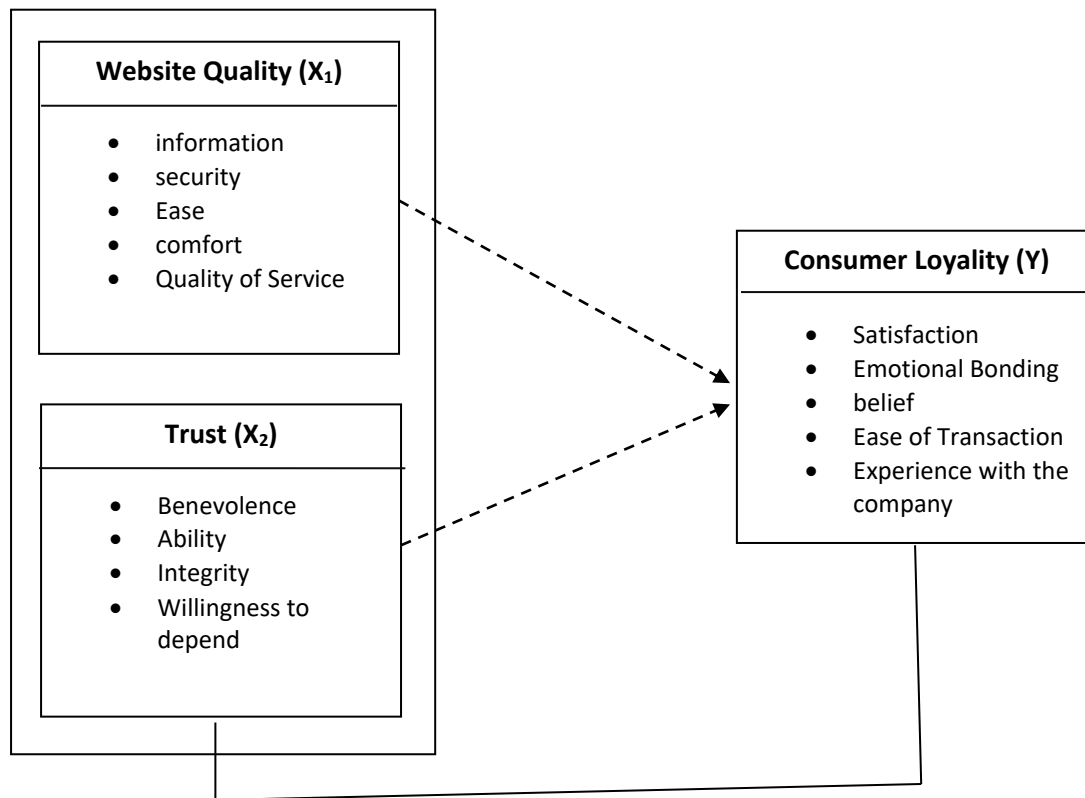 Website Quality (X₁)
• information
• security
• Ease
• comfort
• Quality of Service
Trust (X₂)
• Benevolence
• Ability
• Integrity
• Willingness to
depend
Consumer Loyality (Y)
• Satisfaction
• Emotional Bonding
• belief
• Ease of Transaction
• Experience with the
company